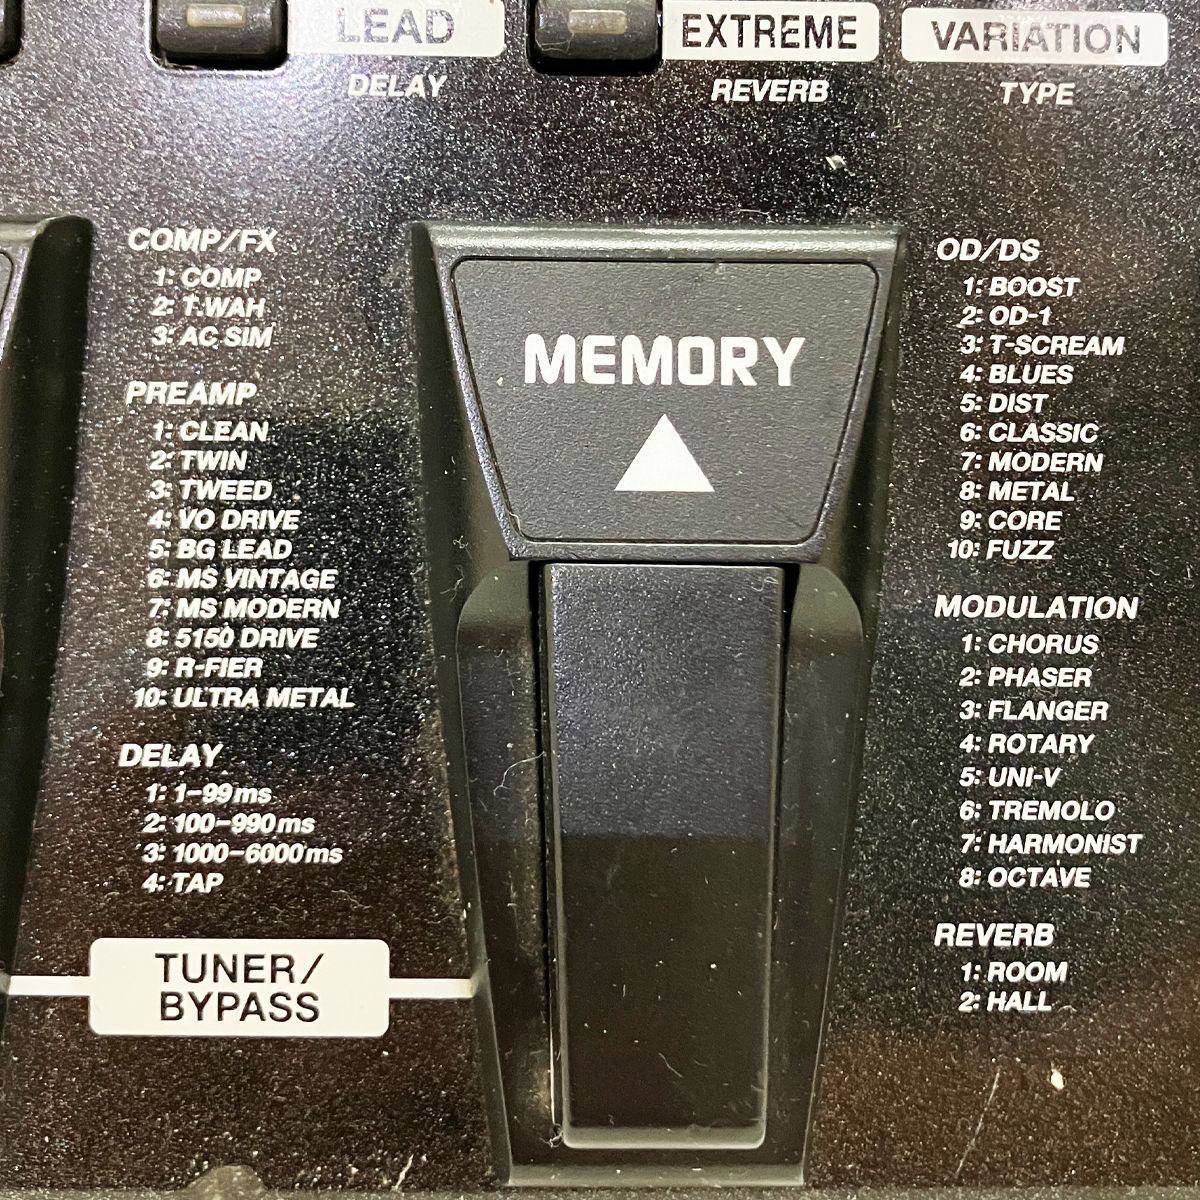 LEAD
DELAY
EXTREME
REVERB
VARIATION
TYPE
COMP/FX
1: COMP
2: T.WAH
3: AC SIM
PREAMP
1: CLEAN
2: TWIN
3: TWEED
4: VO DRIVE
5: BG LEAD
6: MS VINTAGE
7: MS MODERN
8: 5150 DRIVE
9: R-FIER
10: ULTRA METAL
DELAY
1: 1-99ms
2: 100-990ms
3: 1000-6000ms
4: TAP
TUNER/
BYPASS
MEMORY
OD/DS
1: BOOST
2: OD-1
3: T-SCREAM
4: BLUES
5: DIST
6: CLASSIC
7: MODERN
8: METAL
9: CORE
10: FUZZ
MODULATION
1: CHORUS
2: PHASER
3: FLANGER
4: ROTARY
5: UNI-V
6: TREMOLO
7: HARMONIST
8: OCTAVE
REVERB
1: ROOM
2: HALL